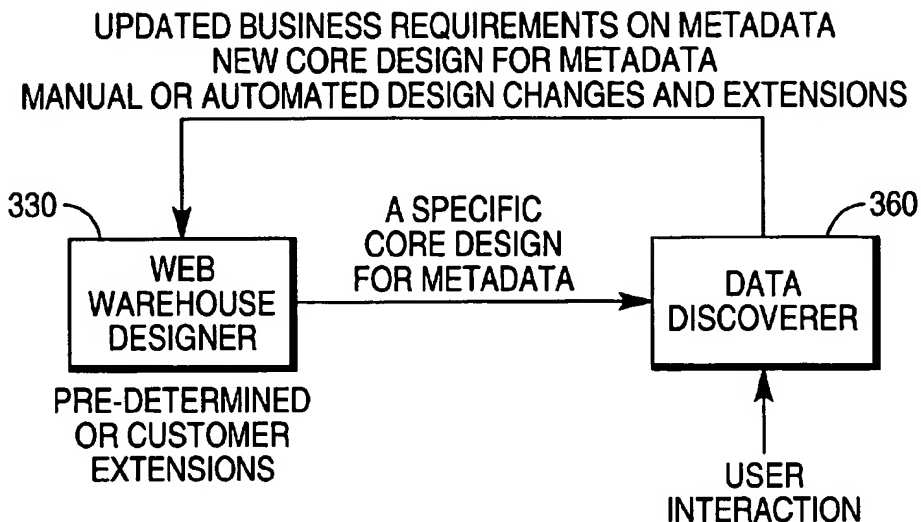 UPDATED BUSINESS REQUIREMENTS ON METADATA
NEW CORE DESIGN FOR METADATA
MANUAL OR AUTOMATED DESIGN CHANGES AND EXTENSIONS
330
A SPECIFIC
CORE DESIGN
FOR METADATA
360
WEB
WAREHOUSE
DESIGNER
DATA
DISCOVERER
PRE-DETERMINED
OR CUSTOMER
EXTENSIONS
USER
INTERACTION